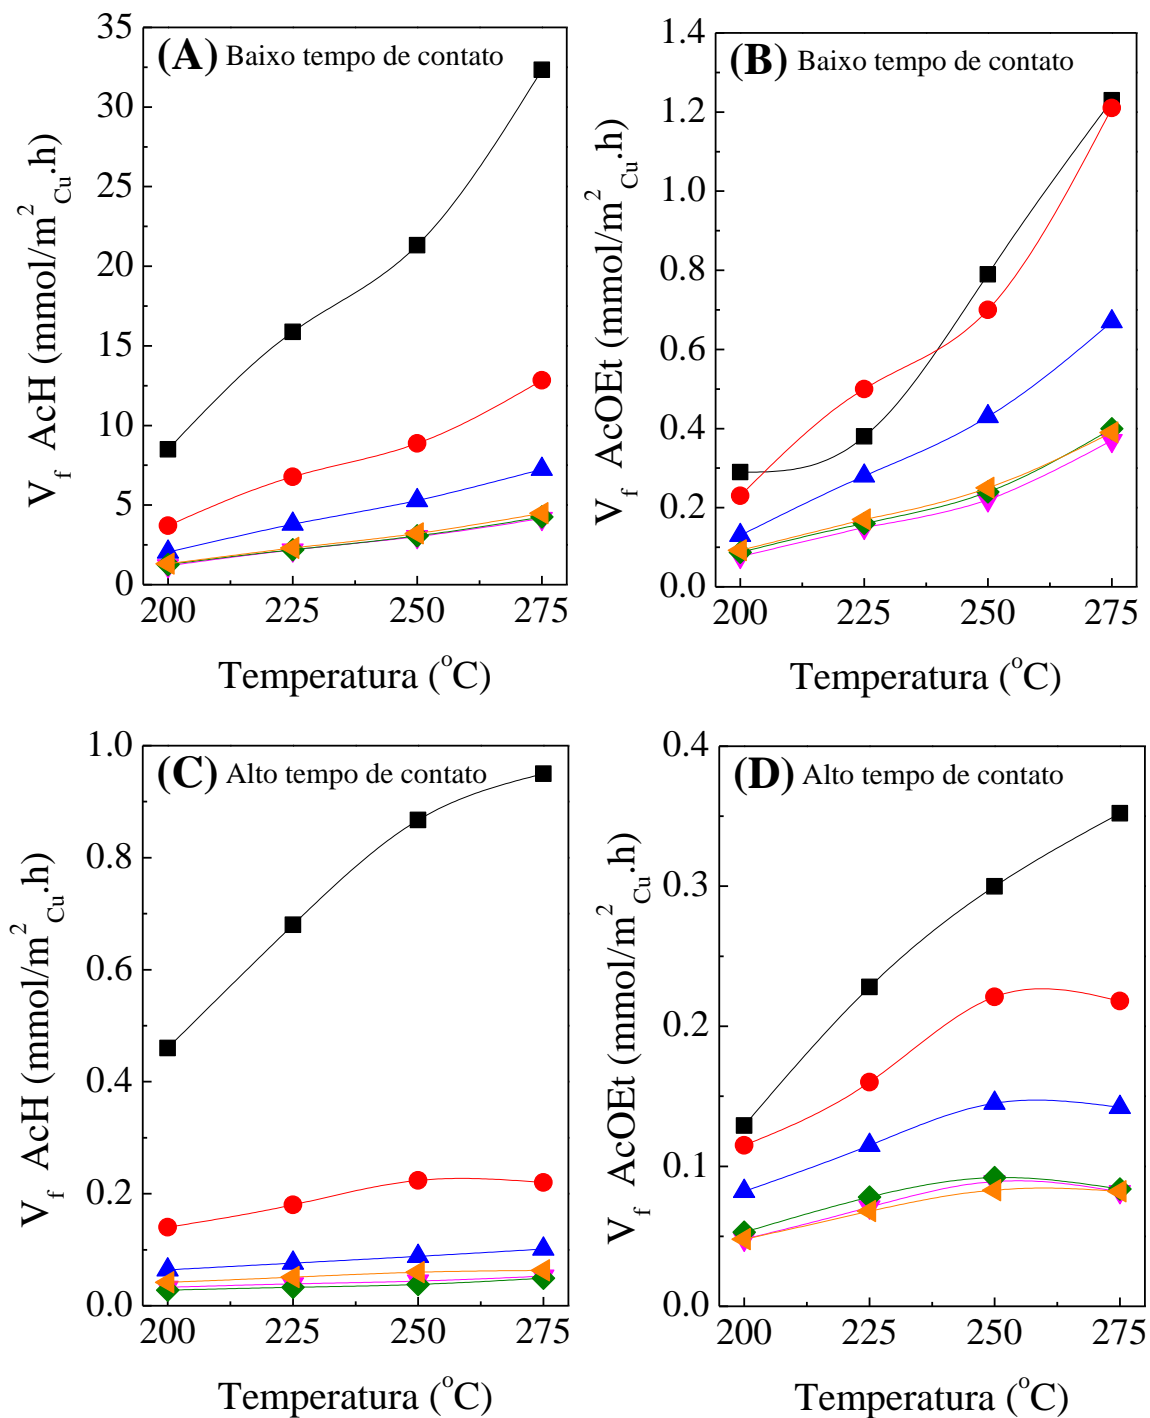 (A) Baixo tempo de contato
35
30
25
20
15
10
5
0
V_f AcH (mmol/m²_Cu.h)
200 225 250 275
Temperatura (°C)
(B) Baixo tempo de contato
1.4
1.2
1.0
0.8
0.6
0.4
0.2
0.0
V_f AcOEt (mmol/m²_Cu.h)
200 225 250 275
Temperatura (°C)
(C) Alto tempo de contato
1.0
0.8
0.6
0.4
0.2
0.0
V_f AcH (mmol/m²_Cu.h)
200 225 250 275
Temperatura (°C)
(D) Alto tempo de contato
0.4
0.3
0.2
0.1
0.0
V_f AcOEt (mmol/m²_Cu.h)
200 225 250 275
Temperatura (°C)